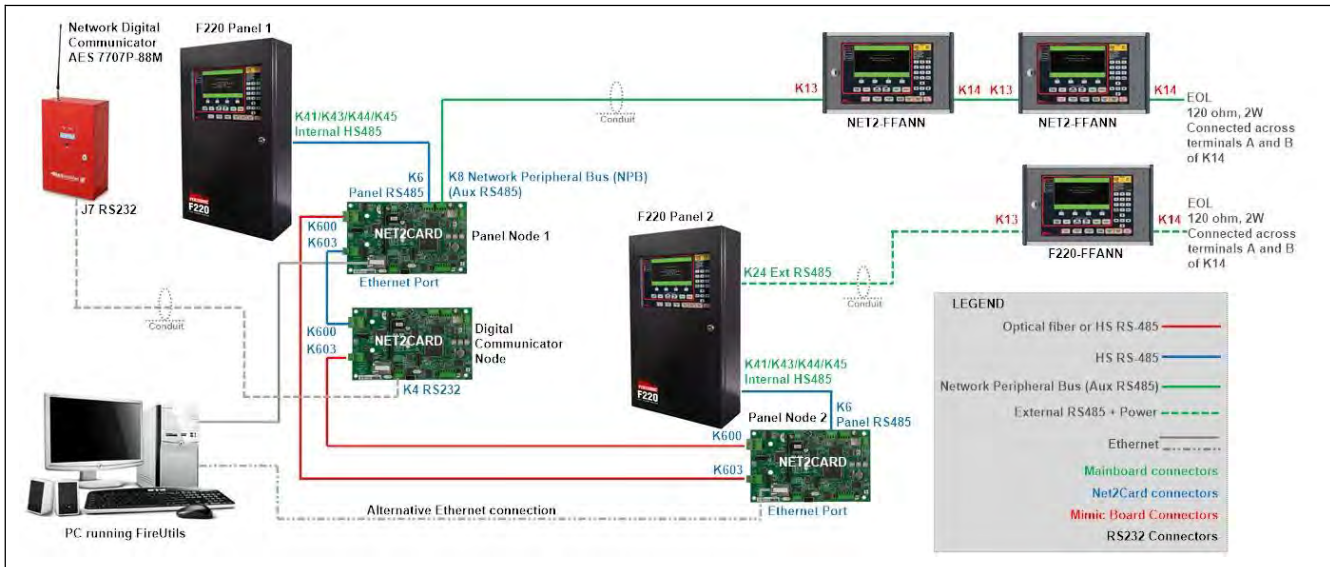 Network Digital
Communicator
AES 7707P-88M
J7 RS232
Conduit
F220 Panel 1
F220
K41/K43/K44/K45
Internal HS485
K6
Panel RS485
K8 Network Peripheral Bus (NPB)
(Aux RS485)
K600
K603
NET2CARD
Panel Node 1
Ethernet Port
K600
K603
NET2CARD
Digital
Communicator
Node
K4 RS232
Conduit
K13
NET2-FFANN
K14
K13
NET2-FFANN
K14
EOL
120 ohm, 2W
Connected across
terminals A and B
of K14
F220 Panel 2
F220
K24 Ext RS485
Conduit
K13
F220-FFANN
K14
EOL
120 ohm, 2W
Connected across
terminals A and B
of K14
K41/K43/K44/K45
Internal HS485
K6
Panel RS485
Panel Node 2
K600
K603
NET2CARD
Ethernet Port
Alternative Ethernet connection
PC running FireUtils
LEGEND
Optical fiber or HS RS-485
HS RS-485
Network Peripheral Bus (Aux RS485)
External RS485 + Power
Ethernet
Mainboard connectors
Net2Card connectors
Mimic Board Connectors
RS232 Connectors